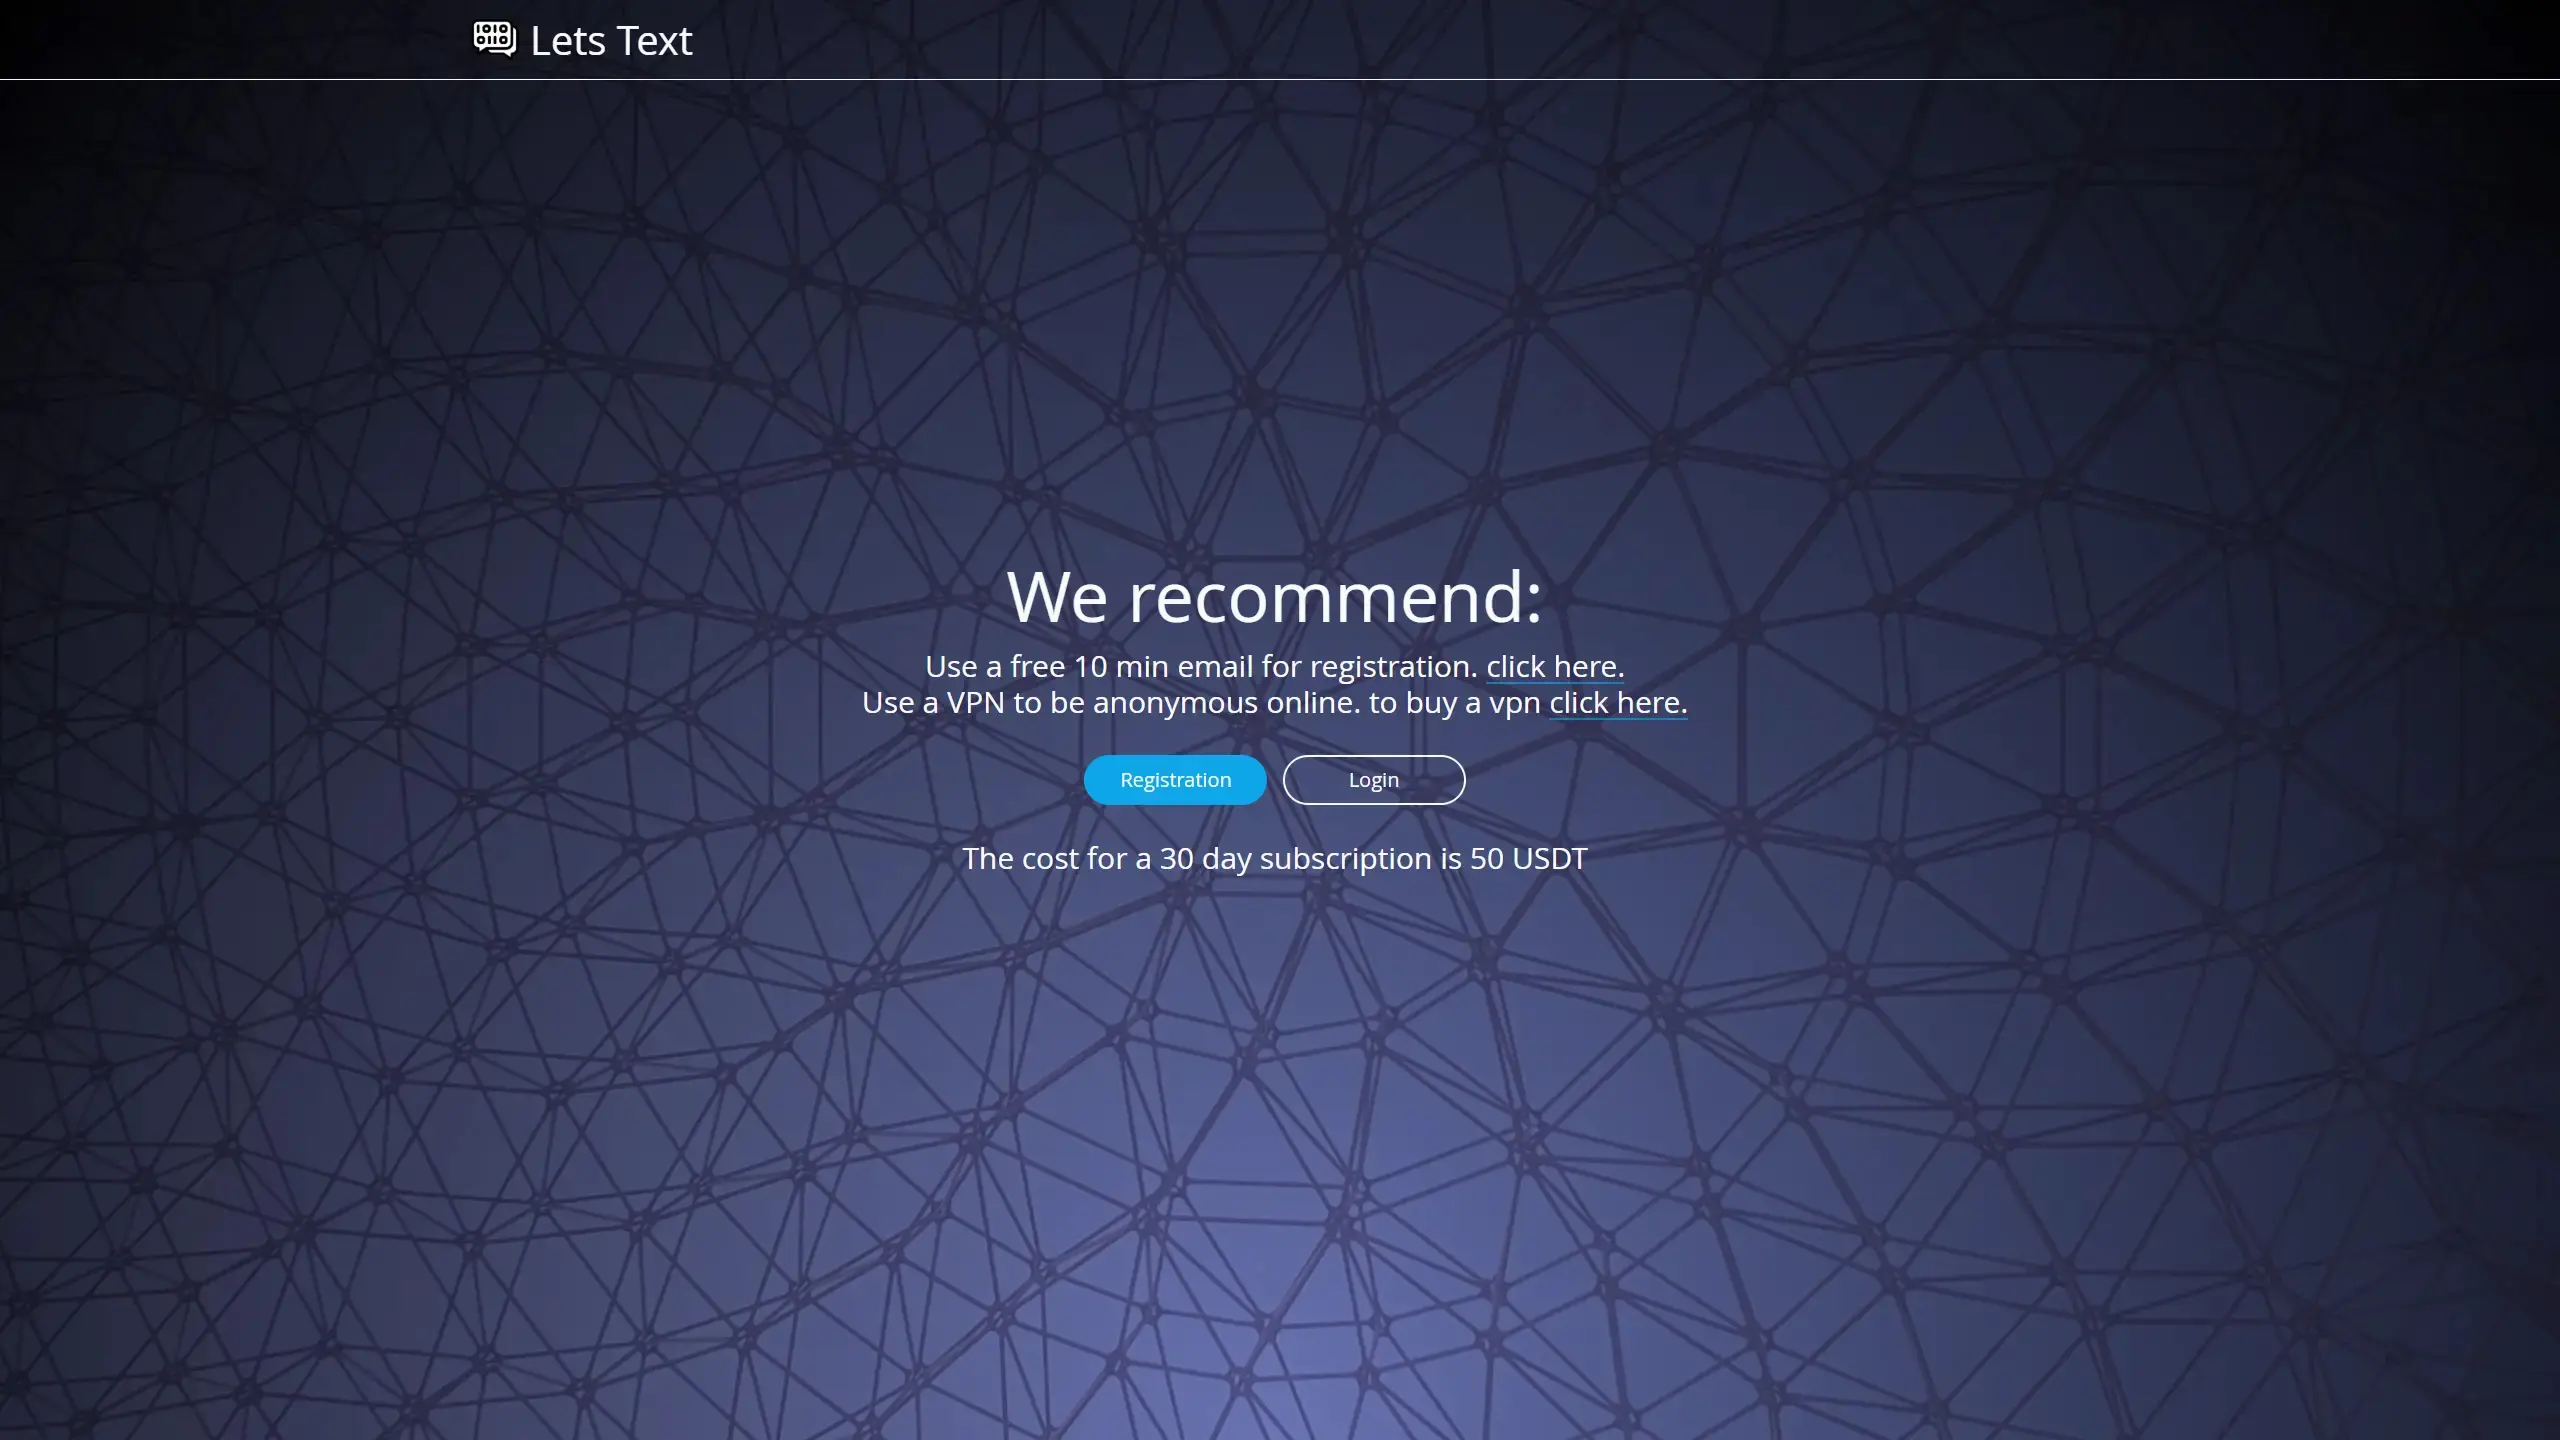 Lets Text
We recommend:
Use a free 10 min email for registration. click here.
Use a VPN to be anonymous online. to buy a vpn click here.
Registration
Login
The cost for a 30 day subscription is 50 USDT